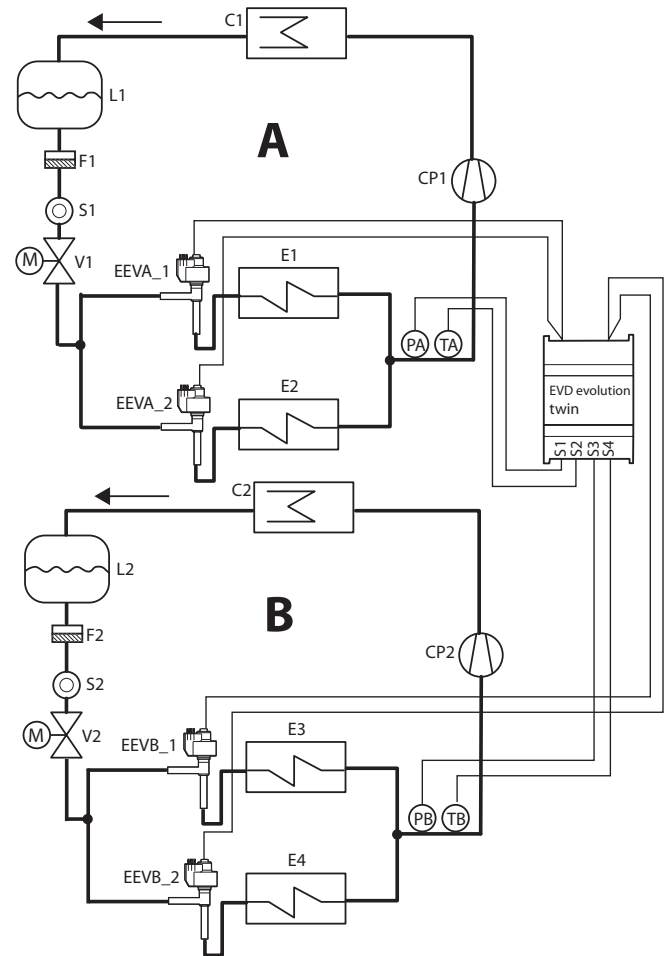 C1
L1
A
F1
CP1
S1
M
V1
EEVA_1
E1
PA
TA
EEVA_2
E2
EVD evolution
twin
S1
S2
S3
S4
C2
L2
B
F2
CP2
S2
M
V2
EEVB_1
E3
PB
TB
EEVB_2
E4